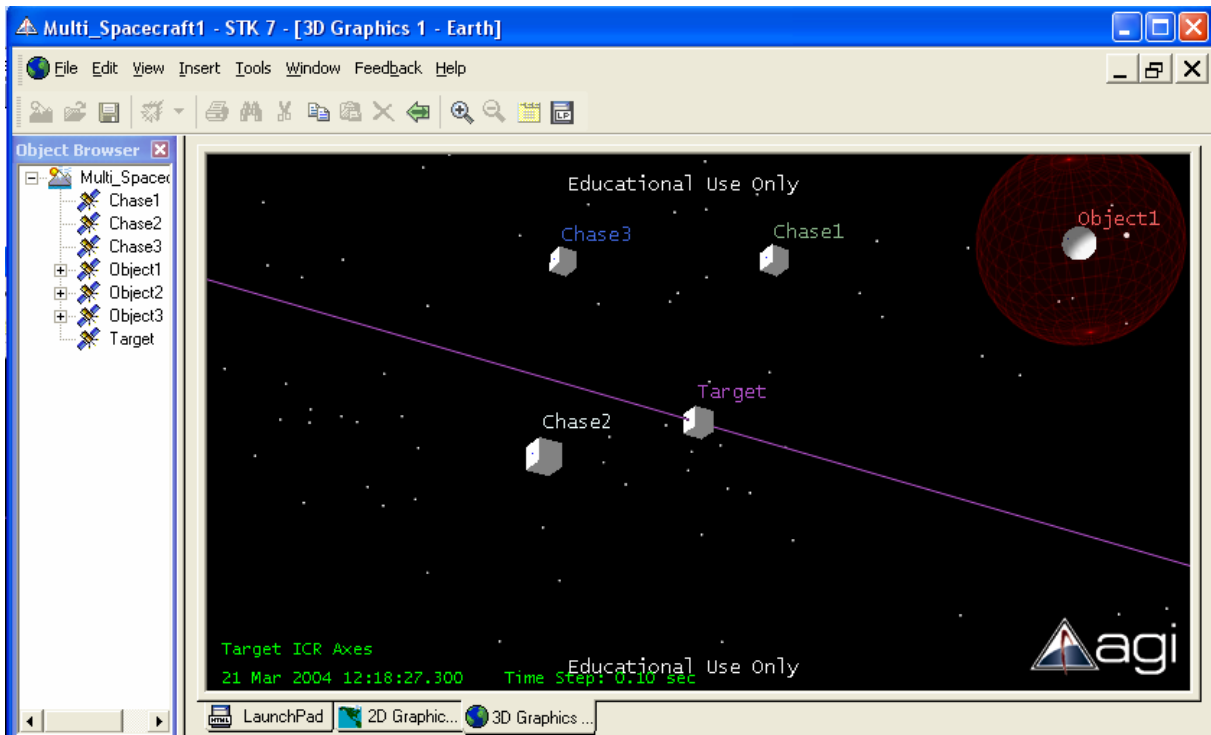 Multi_Spacecraft1 - STK 7 - [3D Graphics 1 - Earth]
File Edit View Insert Tools Window Feedback Help
LP
Object Browser
Multi_Spacec
Chase1
Chase2
Chase3
Object1
Object2
Object3
Target
Educational Use Only
Chase3
Chase1
Object1
Target
Chase2
Target ICR Axes
21 Mar 2004 12:18:27.300 Time Step: 0.10 sec
Educational Use Only
agi
HTML
LaunchPad
2D Graphic...
3D Graphics ...